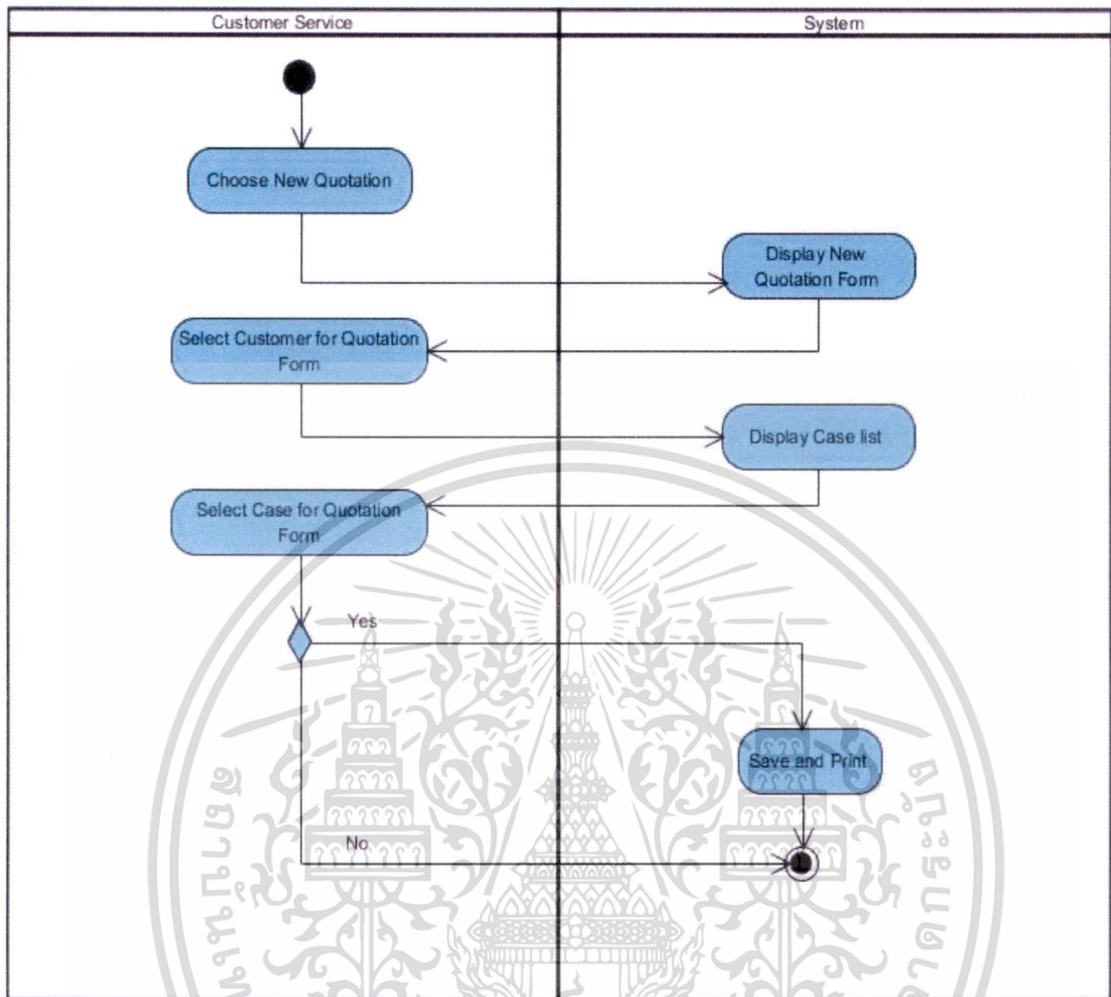 Customer Service
System
Choose New Quotation
Display New
Quotation Form
Select Customer for Quotation
Form
Display Case list
Select Case for Quotation
Form
Yes
Save and Print
No